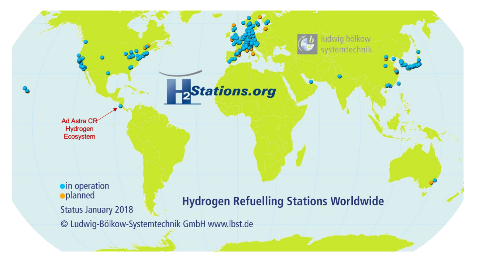 ludwig bölkow
systemtechnik
H2Stations.org
Ad Astra CR
Hydrogen
Ecosystem
in operation
planned
Status January 2018
Hydrogen Refuelling Stations Worldwide
© Ludwig-Bölkow-Systemtechnik GmbH www.lbst.de